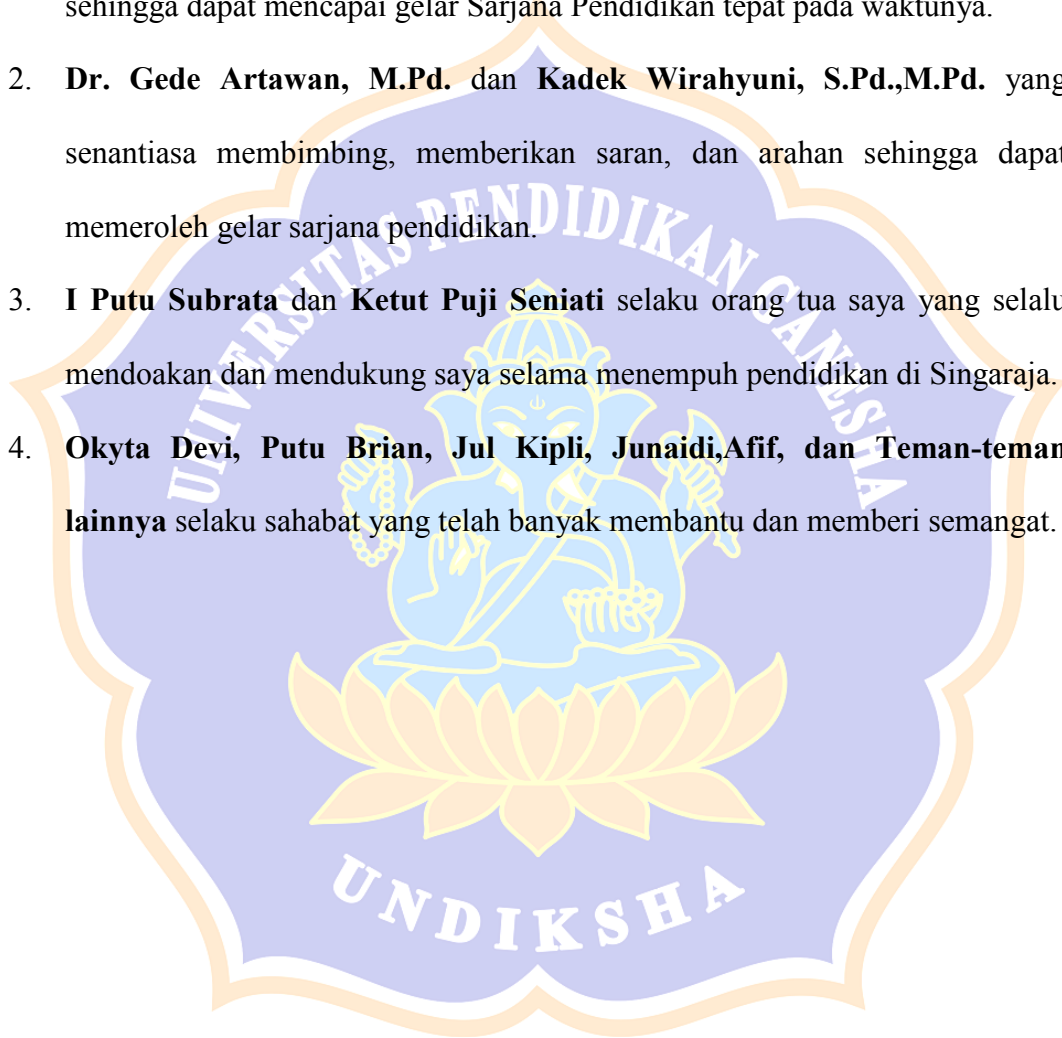 sehingga dapat mencapai gelar Sarjana Pendidikan tepat pada waktunya.
2. Dr. Gede Artawan, M.Pd. dan Kadek Wirahyuni, S.Pd.,M.Pd. yang
senantiasa membimbing, memberikan saran, dan arahan sehingga dapat
memeroleh gelar sarjana pendidikan.
3. I Putu Subrata dan Ketut Puji Seniati selaku orang tua saya yang selalu
mendoakan dan mendukung saya selama menempuh pendidikan di Singaraja.
4. Okyta Devi, Putu Brian, Jul Kipli, Junaidi,Afif, dan Teman-teman
lainnya selaku sahabat yang telah banyak membantu dan memberi semangat.
UNIVERSITAS PENDIDIKAN GANESHA
UNDIKSHA